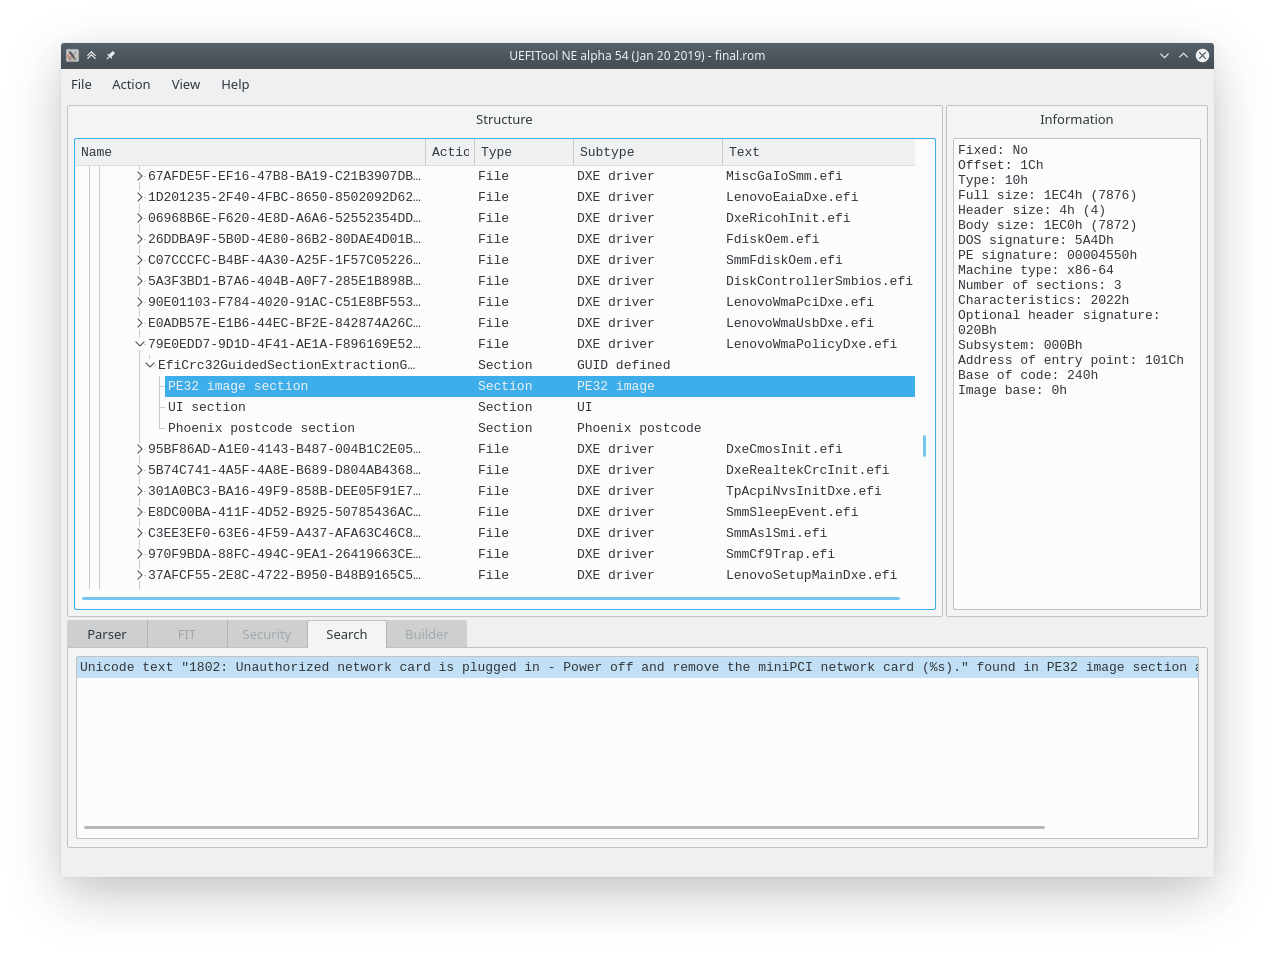 UEFITool NE alpha 54 (Jan 20 2019) - final.rom
File Action View Help
Structure
Name Actio Type Subtype Text
67AFDE5F-EF16-47B8-BA19-C21B3907DB… File DXE driver MiscGaIoSmm.efi
1D201235-2F40-4FBC-8650-8502092D62… File DXE driver LenovoEaiaDxe.efi
06968B6E-F620-4E8D-A6A6-52552354DD… File DXE driver DxeRicohInit.efi
26DDBA9F-5B0D-4E80-86B2-80DAE4D01B… File DXE driver FdiskOem.efi
C07CCCFC-B4BF-4A30-A25F-1F57C05226… File DXE driver SmmFdiskOem.efi
5A3F3BD1-B7A6-404B-A0F7-285E1B898B… File DXE driver DiskControllerSmbios.efi
90E01103-F784-4020-91AC-C51E8BF553… File DXE driver LenovoWmaPciDxe.efi
E0ADB57E-E1B6-44EC-BF2E-842874A26C… File DXE driver LenovoWmaUsbDxe.efi
79E0EDD7-9D1D-4F41-AE1A-F896169E52… File DXE driver LenovoWmaPolicyDxe.efi
EfiCrc32GuidedSectionExtractionG… Section GUID defined
PE32 image section Section PE32 image
UI section Section UI
Phoenix postcode section Section Phoenix postcode
95BF86AD-A1E0-4143-B487-004B1C2E05… File DXE driver DxeCmosInit.efi
5B74C741-4A5F-4A8E-B689-D804AB4368… File DXE driver DxeRealtekCrcInit.efi
301A0BC3-BA16-49F9-858B-DEE05F91E7… File DXE driver TpAcpiNvsInitDxe.efi
E8DC00BA-411F-4D52-B925-50785436AC… File DXE driver SmmSleepEvent.efi
C3EE3EF0-63E6-4F59-A437-AFA63C46C8… File DXE driver SmmAslSmi.efi
970F9BDA-88FC-494C-9EA1-26419663CE… File DXE driver SmmCf9Trap.efi
37AFCF55-2E8C-4722-B950-B48B9165C5… File DXE driver LenovoSetupMainDxe.efi
Information
Fixed: No
Offset: 1Ch
Type: 10h
Full size: 1EC4h (7876)
Header size: 4h (4)
Body size: 1EC0h (7872)
DOS signature: 5A4Dh
PE signature: 00004550h
Machine type: x86-64
Number of sections: 3
Characteristics: 2022h
Optional header signature:
020Bh
Subsystem: 000Bh
Address of entry point: 101Ch
Base of code: 240h
Image base: 0h
Parser FIT Security Search Builder
Unicode text "1802: Unauthorized network card is plugged in - Power off and remove the miniPCI network card (%s)." found in PE32 image section a